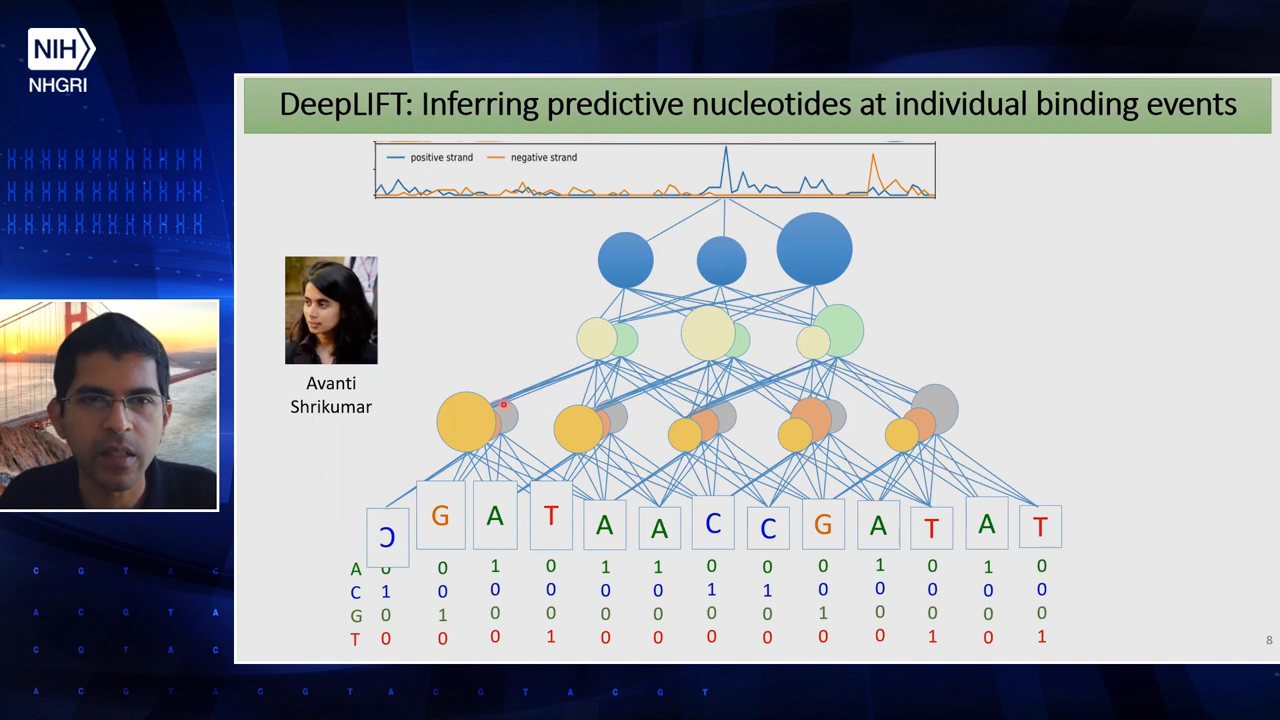 NIH
NHGRI
DeepLIFT: Inferring predictive nucleotides at individual binding events
positive strand negative strand
Avanti
Shrikumar
C G A T A A C C G A T A T
A 0 0 1 0 1 1 0 0 0 1 0 1 0
C 1 0 0 0 0 0 1 1 0 0 0 0 0
G 0 1 0 0 0 0 0 0 1 0 0 0 0
T 0 0 0 1 0 0 0 0 0 0 1 0 1
8
C G T A C
A C G T A
C G T A C
A C G T A C G T A C G T A C G T